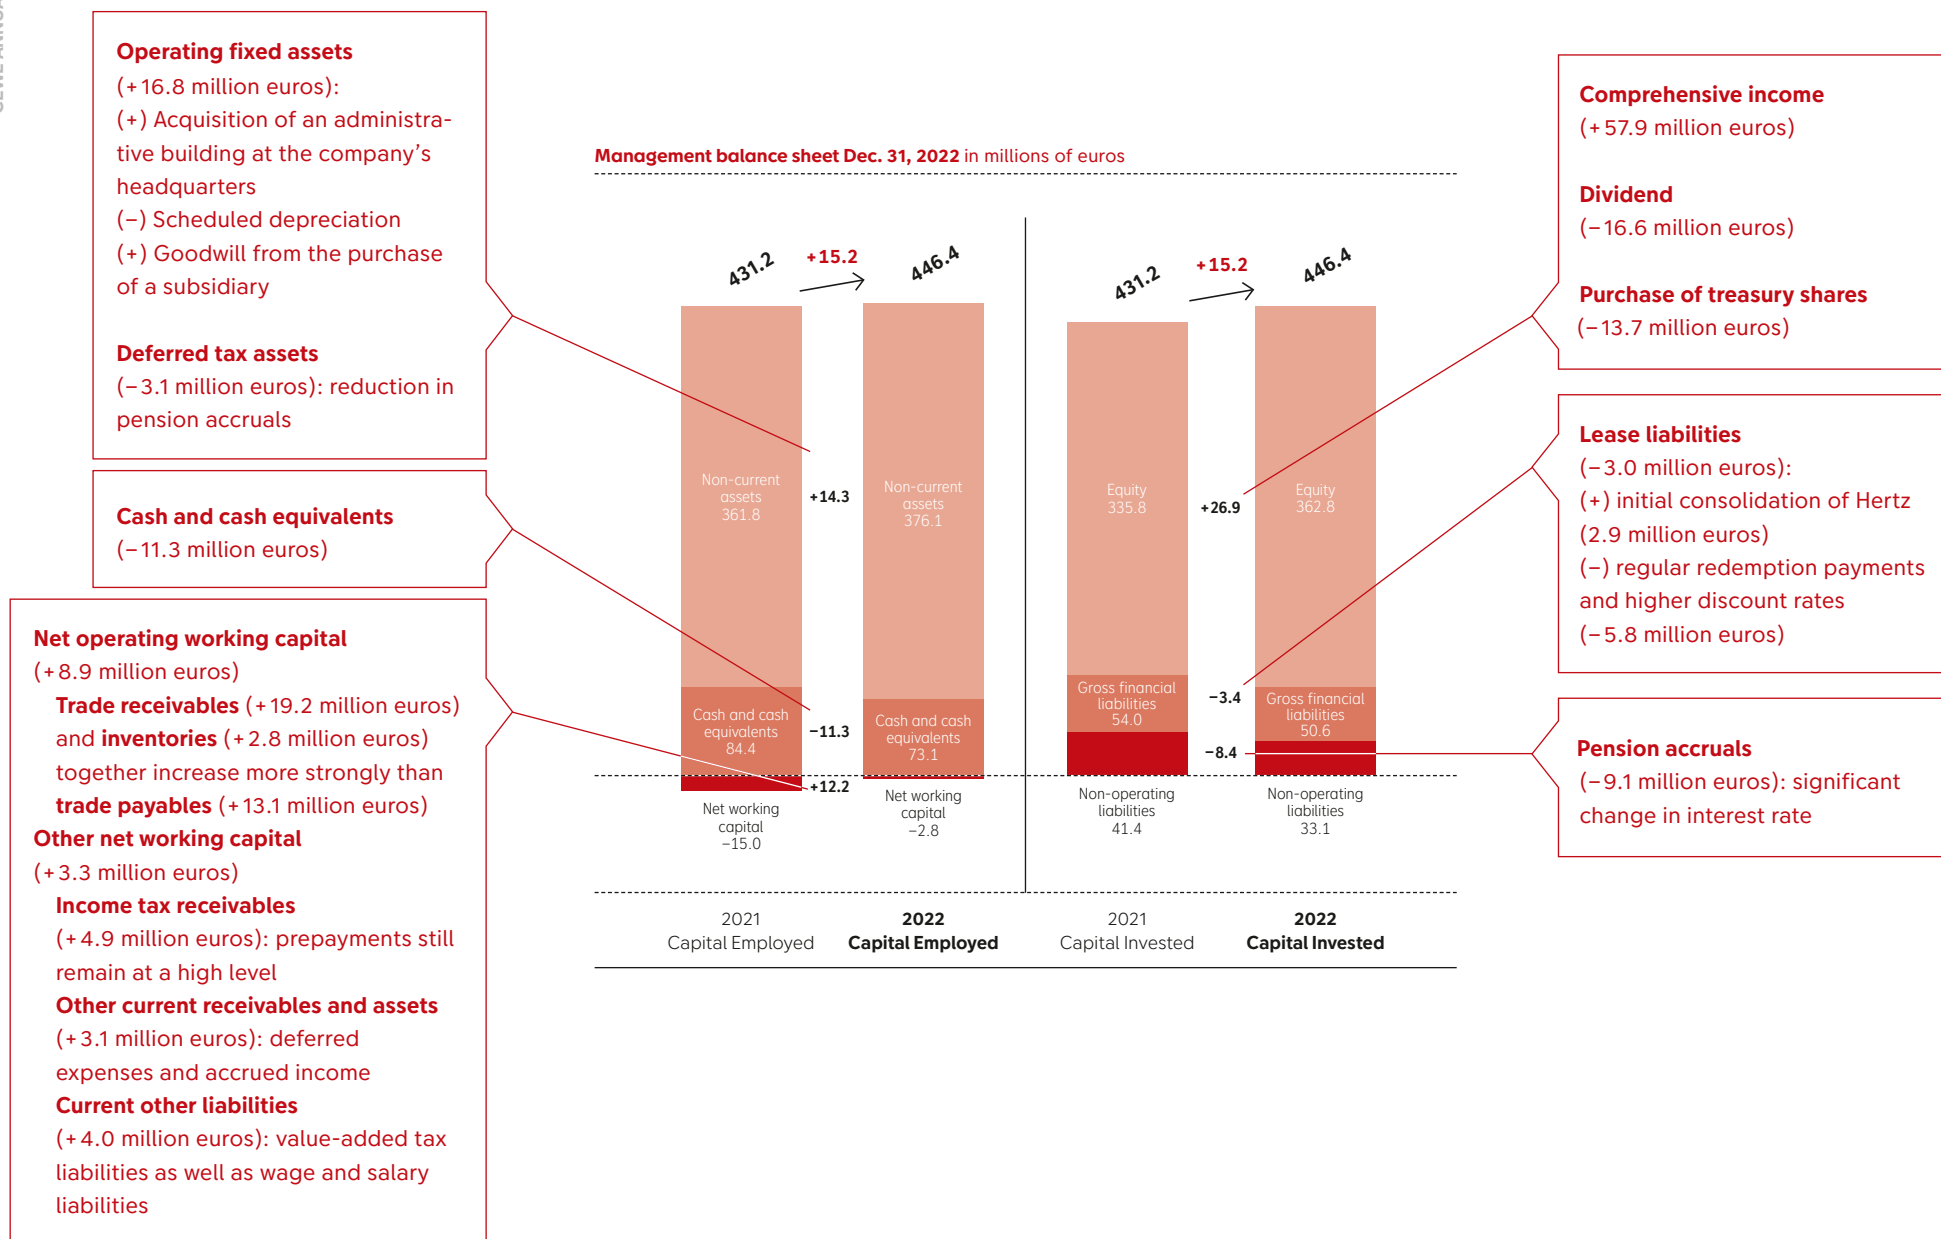 Operating fixed assets
(+16.8 million euros):
(+) Acquisition of an administra-
tive building at the company’s
headquarters
(–) Scheduled depreciation
(+) Goodwill from the purchase
of a subsidiary
Deferred tax assets
(–3.1 million euros): reduction in
pension accruals
Cash and cash equivalents
(–11.3 million euros)
Net operating working capital
(+8.9 million euros)
Trade receivables (+19.2 million euros)
and inventories (+2.8 million euros)
together increase more strongly than
trade payables (+13.1 million euros)
Other net working capital
(+3.3 million euros)
Income tax receivables
(+4.9 million euros): prepayments still
remain at a high level
Other current receivables and assets
(+3.1 million euros): deferred
expenses and accrued income
Current other liabilities
(+4.0 million euros): value-added tax
liabilities as well as wage and salary
liabilities
Management balance sheet Dec. 31, 2022 in millions of euros
431.2
+15.2
446.4
431.2
+15.2
446.4
Non-current
assets
361.8
+14.3
Non-current
assets
376.1
Equity
335.8
+26.9
Equity
362.8
Cash and cash
equivalents
84.4
–11.3
Cash and cash
equivalents
73.1
Gross financial
liabilities
54.0
–3.4
Gross financial
liabilities
50.6
–8.4
+12.2
Net working
capital
–15.0
Net working
capital
–2.8
Non-operating
liabilities
41.4
Non-operating
liabilities
33.1
2021
Capital Employed
2022
Capital Employed
2021
Capital Invested
2022
Capital Invested
Comprehensive income
(+57.9 million euros)
Dividend
(–16.6 million euros)
Purchase of treasury shares
(–13.7 million euros)
Lease liabilities
(–3.0 million euros):
(+) initial consolidation of Hertz
(2.9 million euros)
(–) regular redemption payments
and higher discount rates
(–5.8 million euros)
Pension accruals
(–9.1 million euros): significant
change in interest rate